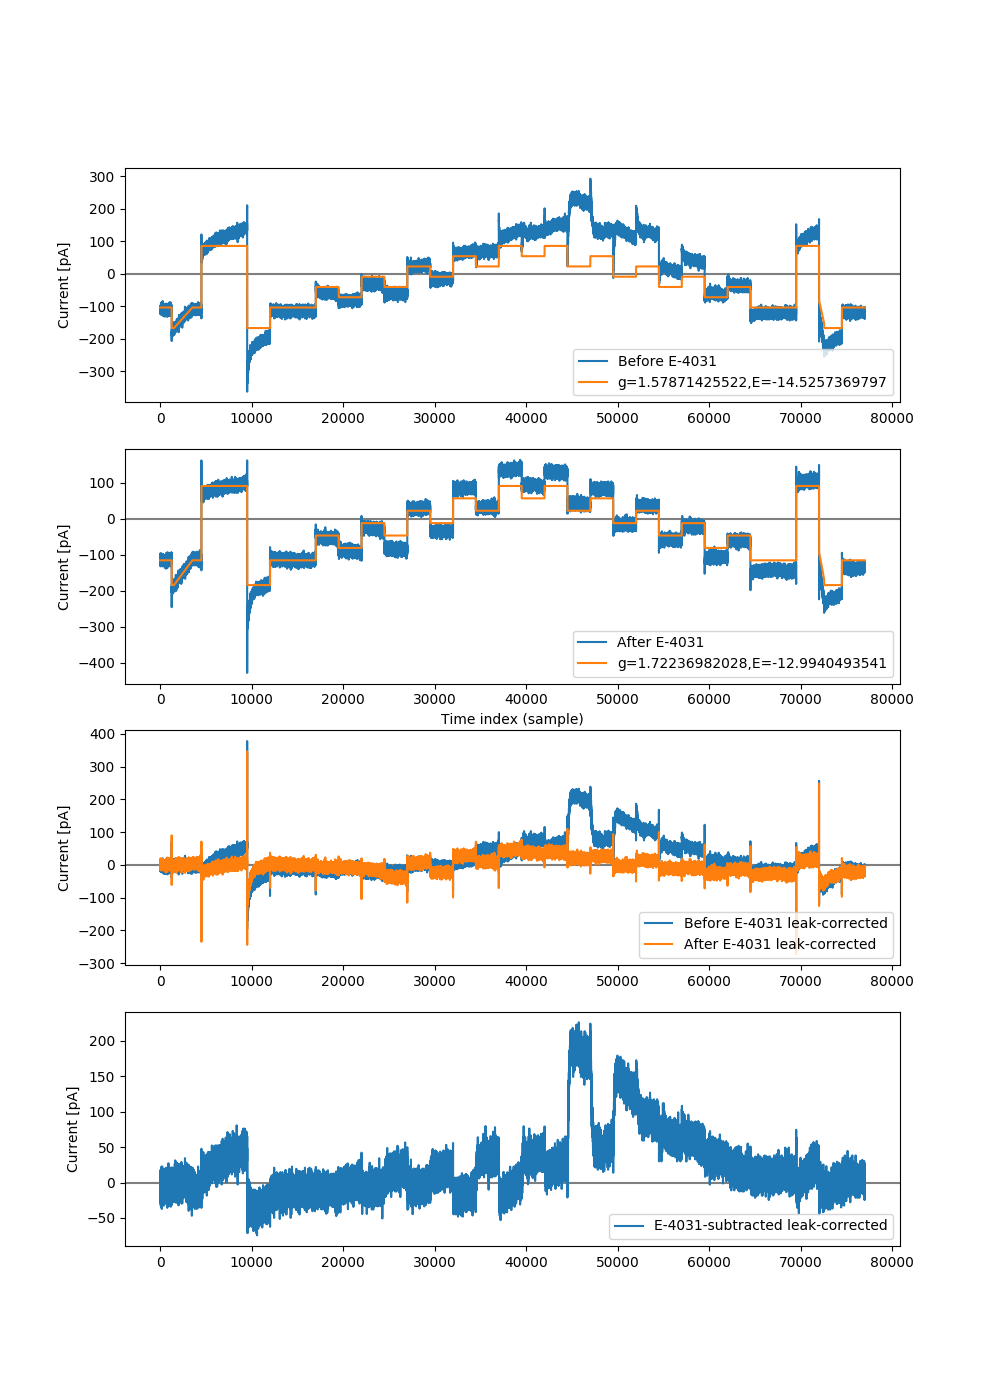 300
200
100
0
−100
−200
−300
Current [pA]
Before E-4031
g=1.57871425522,E=-14.5257369797
0 10000 20000 30000 40000 50000 60000 70000 80000
100
0
−100
−200
−300
−400
Current [pA]
After E-4031
g=1.72236982028,E=-12.9940493541
0 10000 20000 30000 40000 50000 60000 70000 80000
Time index (sample)
400
300
200
100
0
−100
−200
−300
Current [pA]
Before E-4031 leak-corrected
After E-4031 leak-corrected
0 10000 20000 30000 40000 50000 60000 70000 80000
200
150
100
50
0
−50
Current [pA]
E-4031-subtracted leak-corrected
0 10000 20000 30000 40000 50000 60000 70000 80000